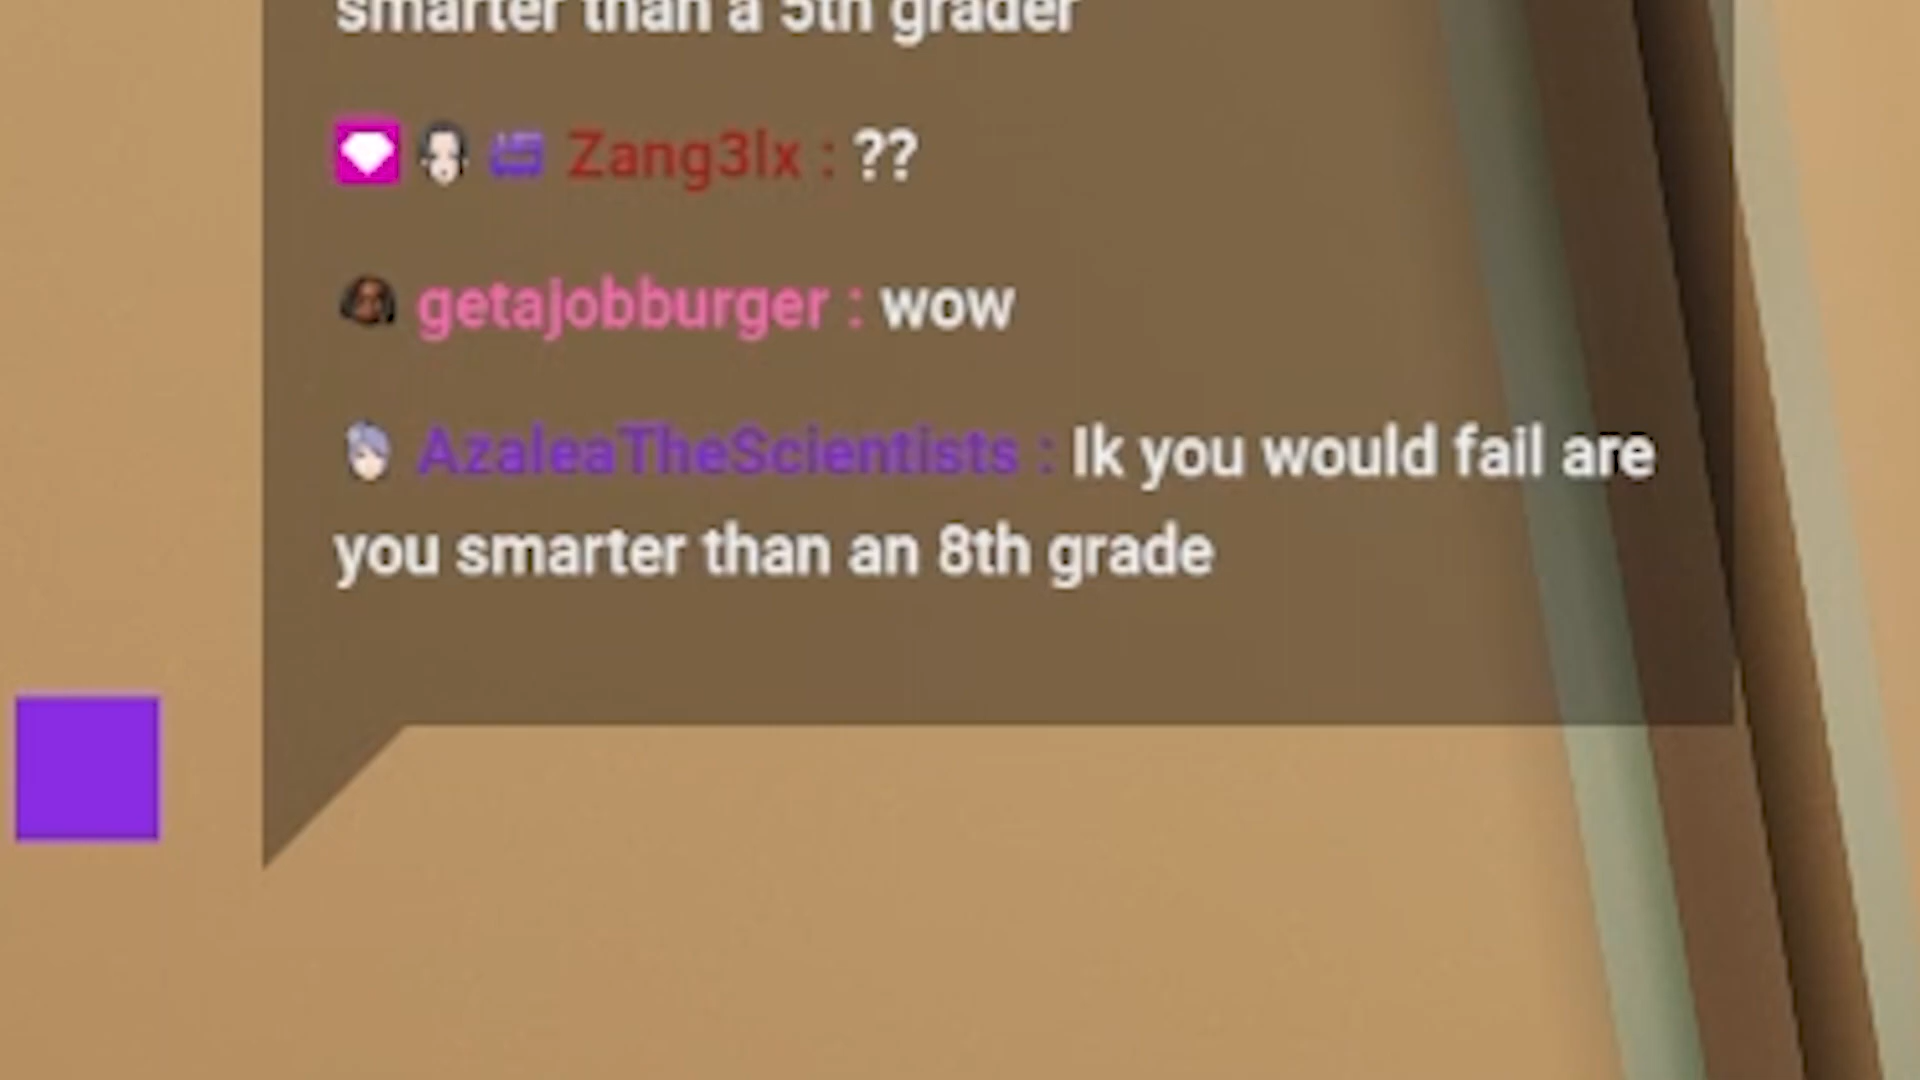 smarter than a 5th grader
Zang3lx : ??
getajobburger : wow
AzaleaTheScientists : Ik you would fail are
you smarter than an 8th grade